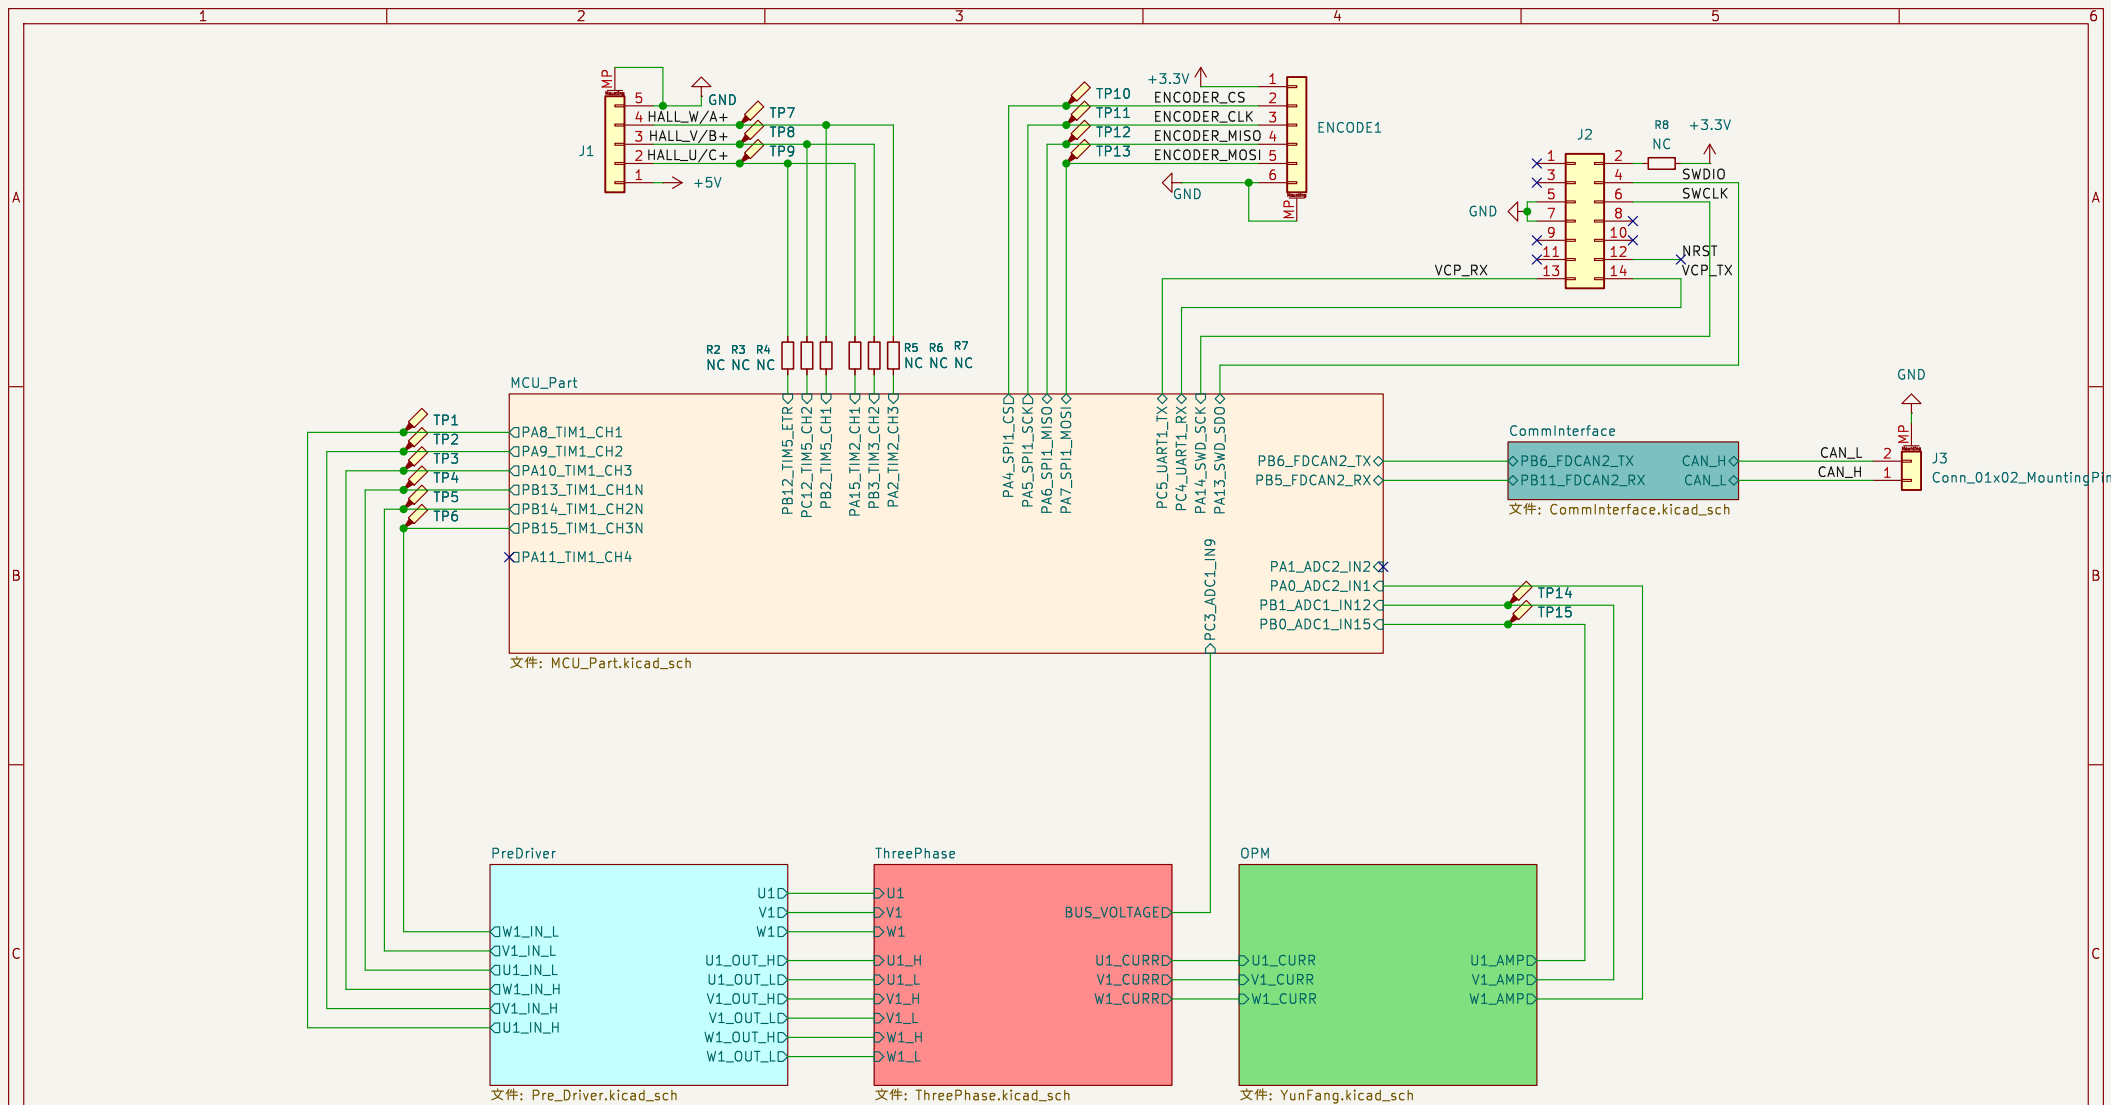 1 2 3 4 5 6
A
B
C
A
B
C
MP
5
4
3
2
1
J1
HALL_W/A+
HALL_V/B+
HALL_U/C+
GND
+5V
TP7
TP8
TP9
+3.3V
ENCODER_CS
ENCODER_CLK
ENCODER_MISO
ENCODER_MOSI
GND
1
2
3
4
5
6
MP
ENCODE1
TP10
TP11
TP12
TP13
J2
R8
NC
+3.3V
1 2
3 4
5 6
7 8
9 10
11 12
13 14
GND
SWDIO
SWCLK
NRST
VCP_TX
VCP_RX
R2 R3 R4
NC NC NC
R5 R6 R7
NC NC NC
MCU_Part
TP1
TP2
TP3
TP4
TP5
TP6
PA8_TIM1_CH1
PA9_TIM1_CH2
PA10_TIM1_CH3
PB13_TIM1_CH1N
PB14_TIM1_CH2N
PB15_TIM1_CH3N
PA11_TIM1_CH4
PB12_TIM5_ETR
PC12_TIM5_CH2
PB2_TIM5_CH1
PA15_TIM2_CH1
PB3_TIM3_CH2
PA2_TIM2_CH3
PA4_SPI1_CS
PA5_SPI1_SCK
PA6_SPI1_MISO
PA7_SPI1_MOSI
PC5_UART1_TX
PC4_UART1_RX
PA14_SWD_SCK
PA13_SWD_SDO
PB6_FDCAN2_TX
PB5_FDCAN2_RX
PC3_ADC1_IN9
PA1_ADC2_IN2
PA0_ADC2_IN1
PB1_ADC1_IN12
PB0_ADC1_IN15
文件: MCU_Part.kicad_sch
CommInterface
PB6_FDCAN2_TX
PB11_FDCAN2_RX
CAN_H
CAN_L
文件: CommInterface.kicad_sch
GND
MP
CAN_L
CAN_H
2
1
J3
Conn_01x02_MountingPin
TP14
TP15
PreDriver
W1_IN_L
V1_IN_L
U1_IN_L
W1_IN_H
V1_IN_H
U1_IN_H
U1
V1
W1
U1_OUT_H
U1_OUT_L
V1_OUT_H
V1_OUT_L
W1_OUT_H
W1_OUT_L
文件: Pre_Driver.kicad_sch
ThreePhase
U1
V1
W1
U1_H
U1_L
V1_H
V1_L
W1_H
W1_L
BUS_VOLTAGE
U1_CURR
V1_CURR
W1_CURR
文件: ThreePhase.kicad_sch
OPM
U1_CURR
V1_CURR
W1_CURR
U1_AMP
V1_AMP
W1_AMP
文件: YunFang.kicad_sch